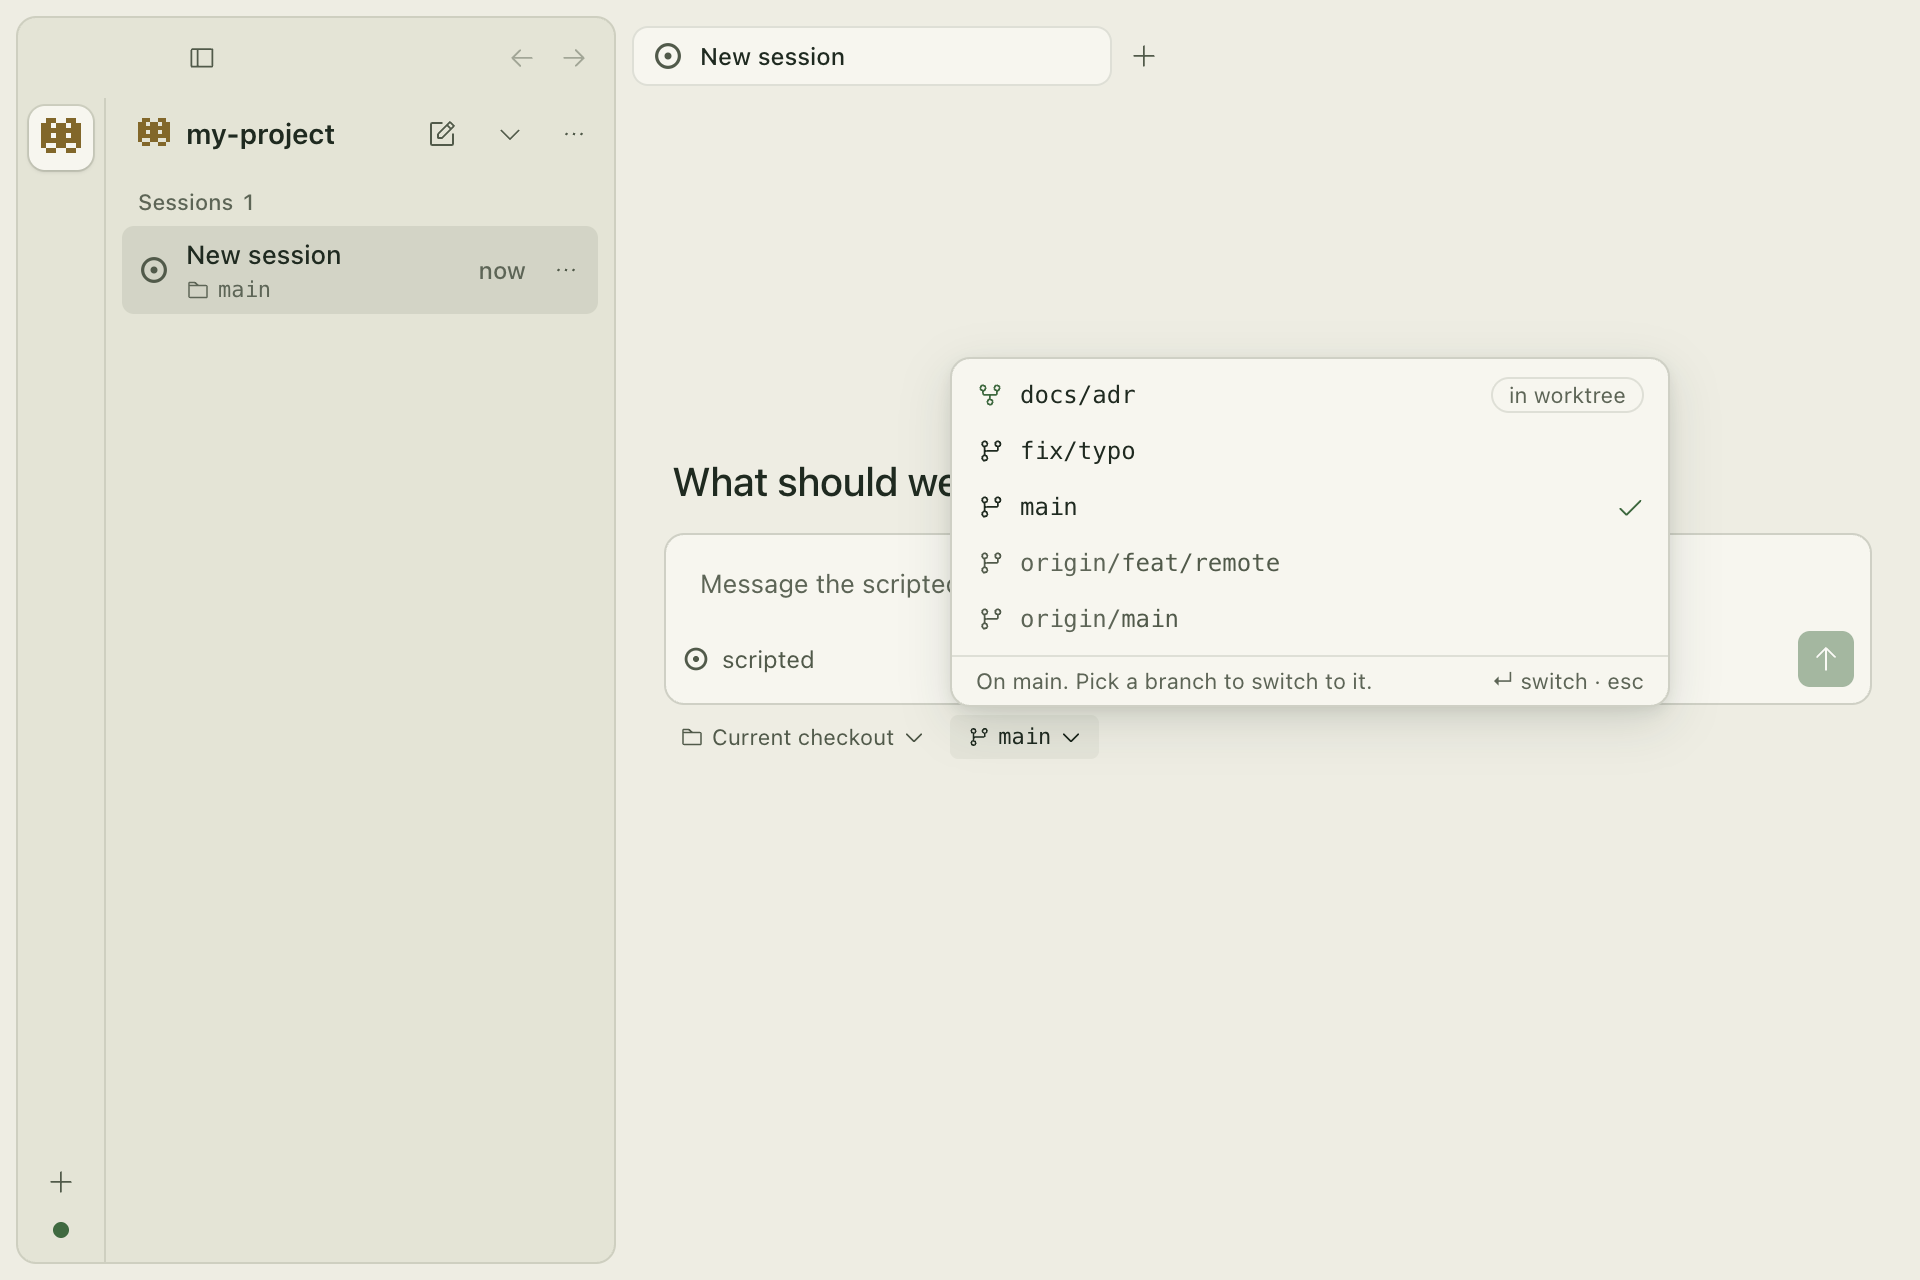 New session
my-project
Sessions 1
New session
now
main
docs/adr
in worktree
fix/typo
What should we
main
origin/feat/remote
Message the scripted
origin/main
scripted
On main. Pick a branch to switch to it.
switch · esc
Current checkout
main